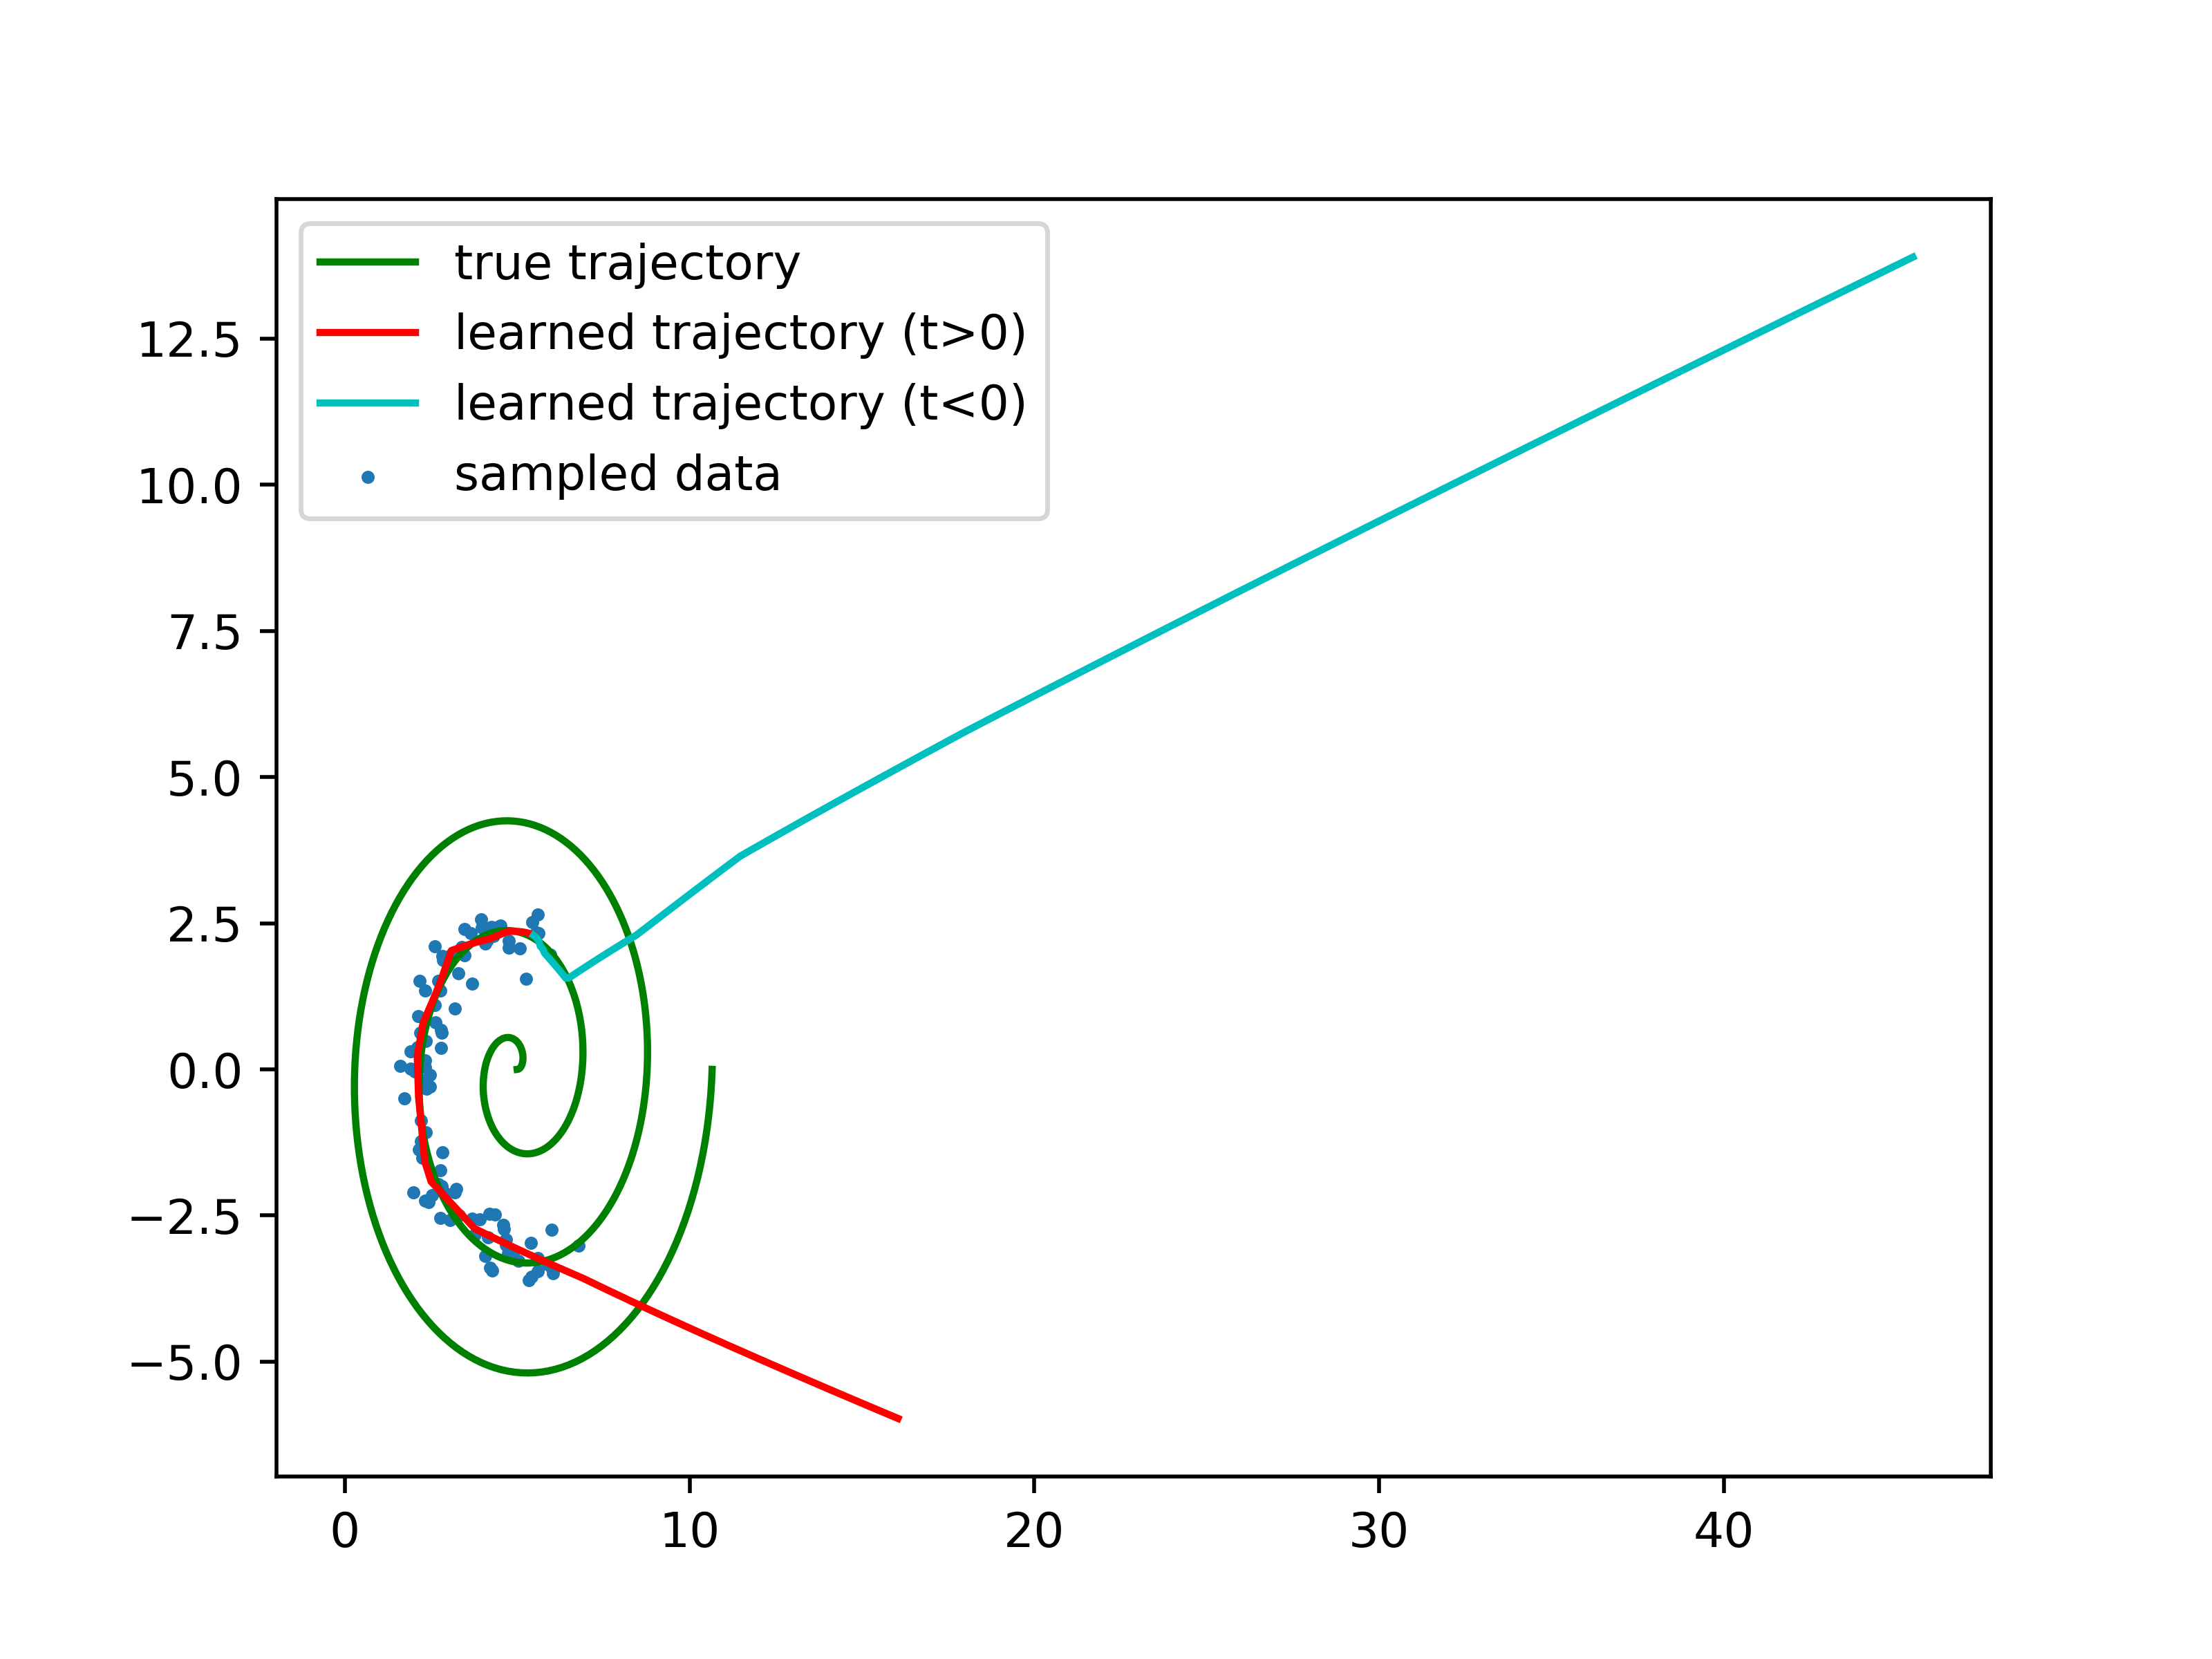 true trajectory
learned trajectory (t>0)
learned trajectory (t<0)
sampled data
12.5
10.0
7.5
5.0
2.5
0.0
−2.5
−5.0
0 10 20 30 40